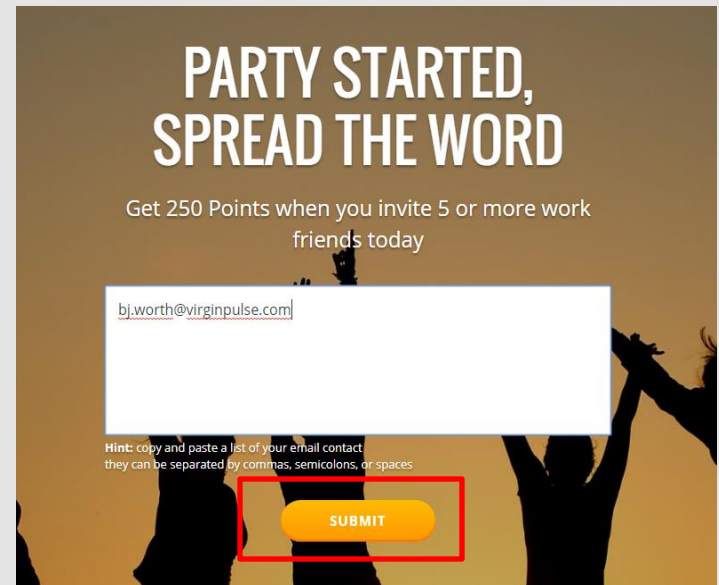 PARTY STARTED,
SPREAD THE WORD
Get 250 Points when you invite 5 or more work
friends today
bj.worth@virginpulse.com
Hint: copy and paste a list of your email contact
they can be separated by commas, semicolons, or spaces
SUBMIT